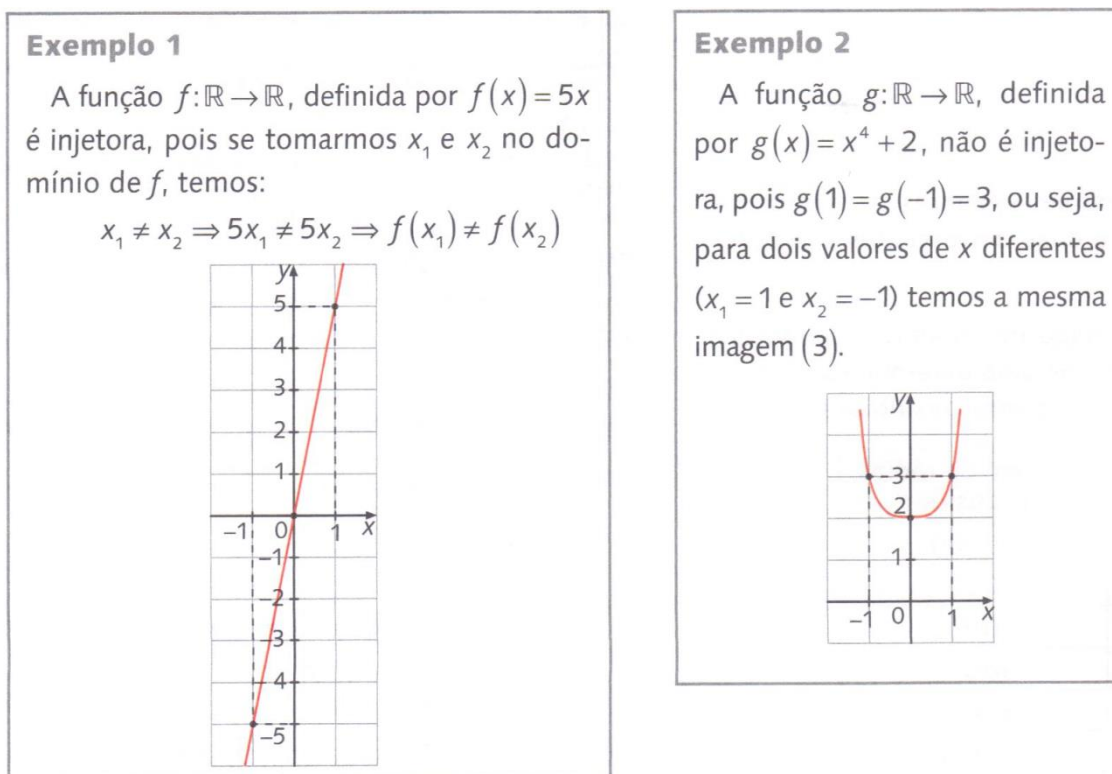 Exemplo 1
A função f:ℝ→ℝ, definida por f(x)=5x
é injetora, pois se tomarmos x₁ e x₂ no do-
mínio de f, temos:
x₁ ≠ x₂ ⇒ 5x₁ ≠ 5x₂ ⇒ f(x₁) ≠ f(x₂)
y
5
4
3
2
1
–1 0 1 x
–1
–2
–3
–4
–5
Exemplo 2
A função g:ℝ→ℝ, definida
por g(x)=x⁴+2, não é injeto-
ra, pois g(1)=g(–1)=3, ou seja,
para dois valores de x diferentes
(x₁ = 1 e x₂ = –1) temos a mesma
imagem (3).
y
3
2
1
–1 0 1 x